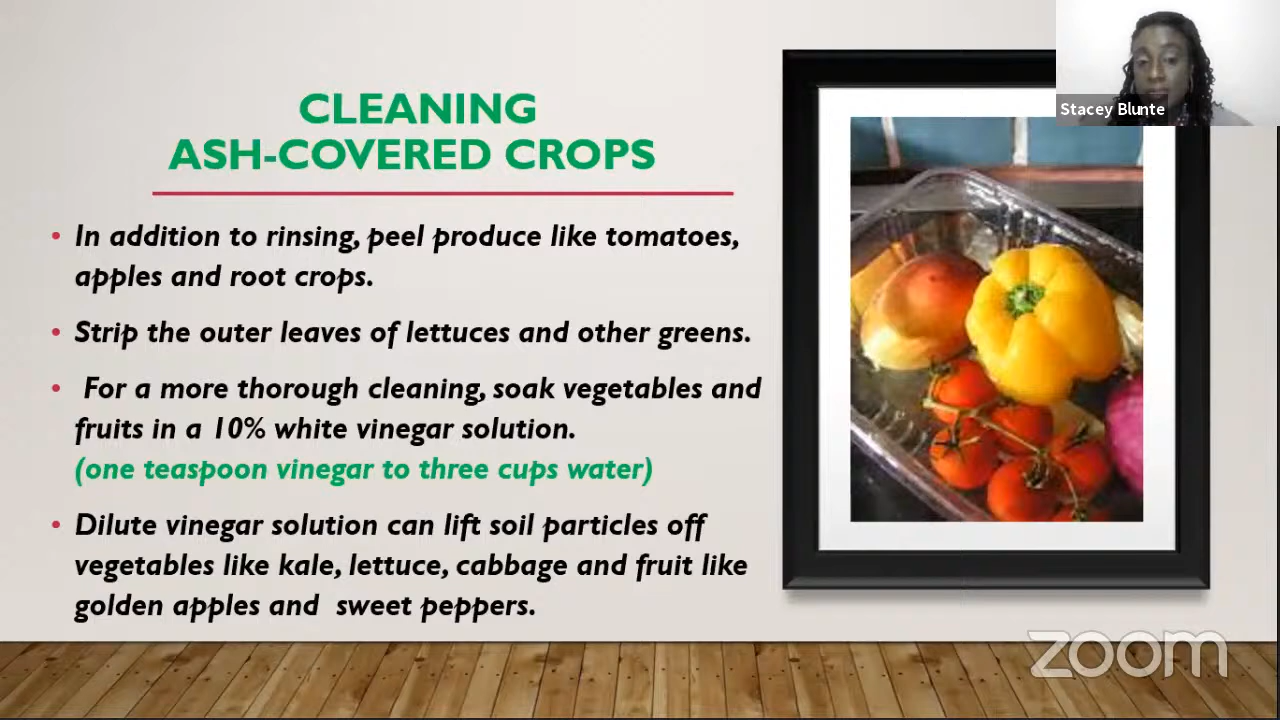 Stacey Blunte
CLEANING
ASH-COVERED CROPS
• In addition to rinsing, peel produce like tomatoes,
apples and root crops.
• Strip the outer leaves of lettuces and other greens.
• For a more thorough cleaning, soak vegetables and
fruits in a 10% white vinegar solution.
(one teaspoon vinegar to three cups water)
• Dilute vinegar solution can lift soil particles off
vegetables like kale, lettuce, cabbage and fruit like
golden apples and sweet peppers.
zoom